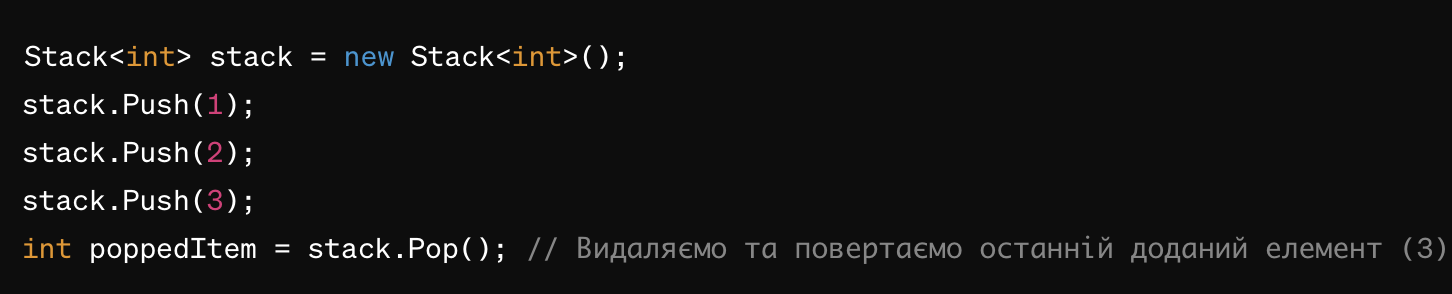 Stack<int> stack = new Stack<int>();
stack.Push(1);
stack.Push(2);
stack.Push(3);
int poppedItem = stack.Pop(); // Видаляємо та повертаємо останній доданий елемент (3)